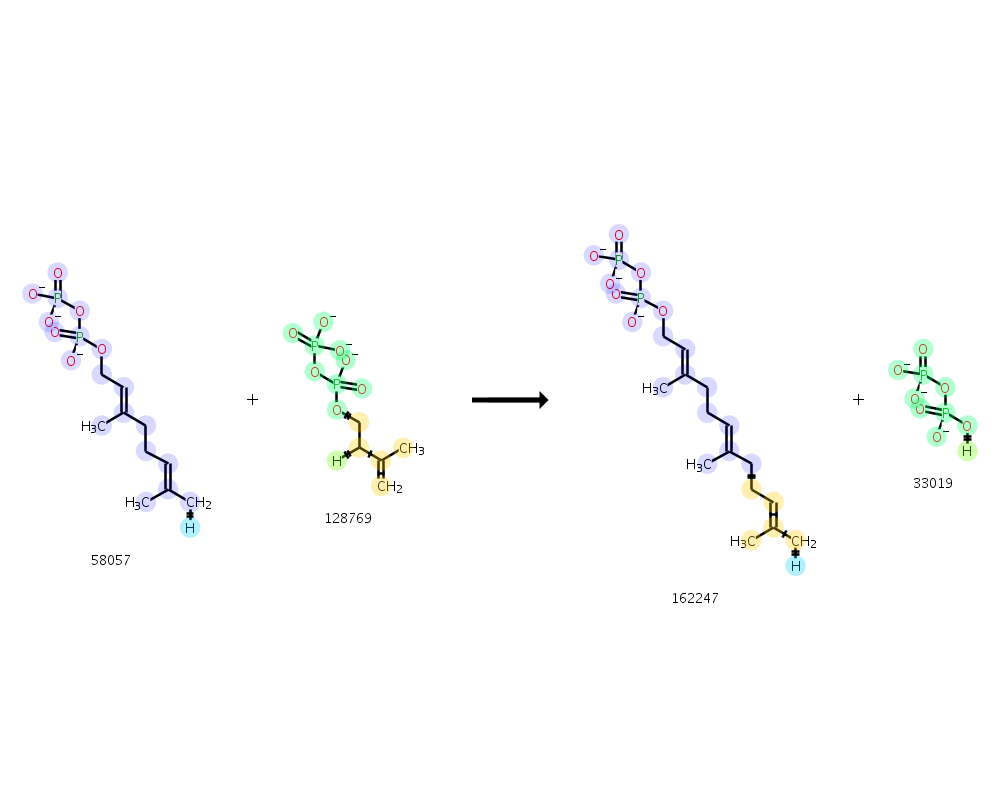 O
O⁻ P
O
O⁻ O P
O⁻ O
H₃C
H₃C CH₂
H
58057
+
O⁻
O P O⁻ O⁻
O P O
O
H CH₃
CH₂
128769
O
O⁻ P O
O⁻ O P O
O⁻
H₃C
H₃C
H₃C CH₂
H
162247
+
O
O⁻ P O
O⁻ O P O
O⁻ H
33019